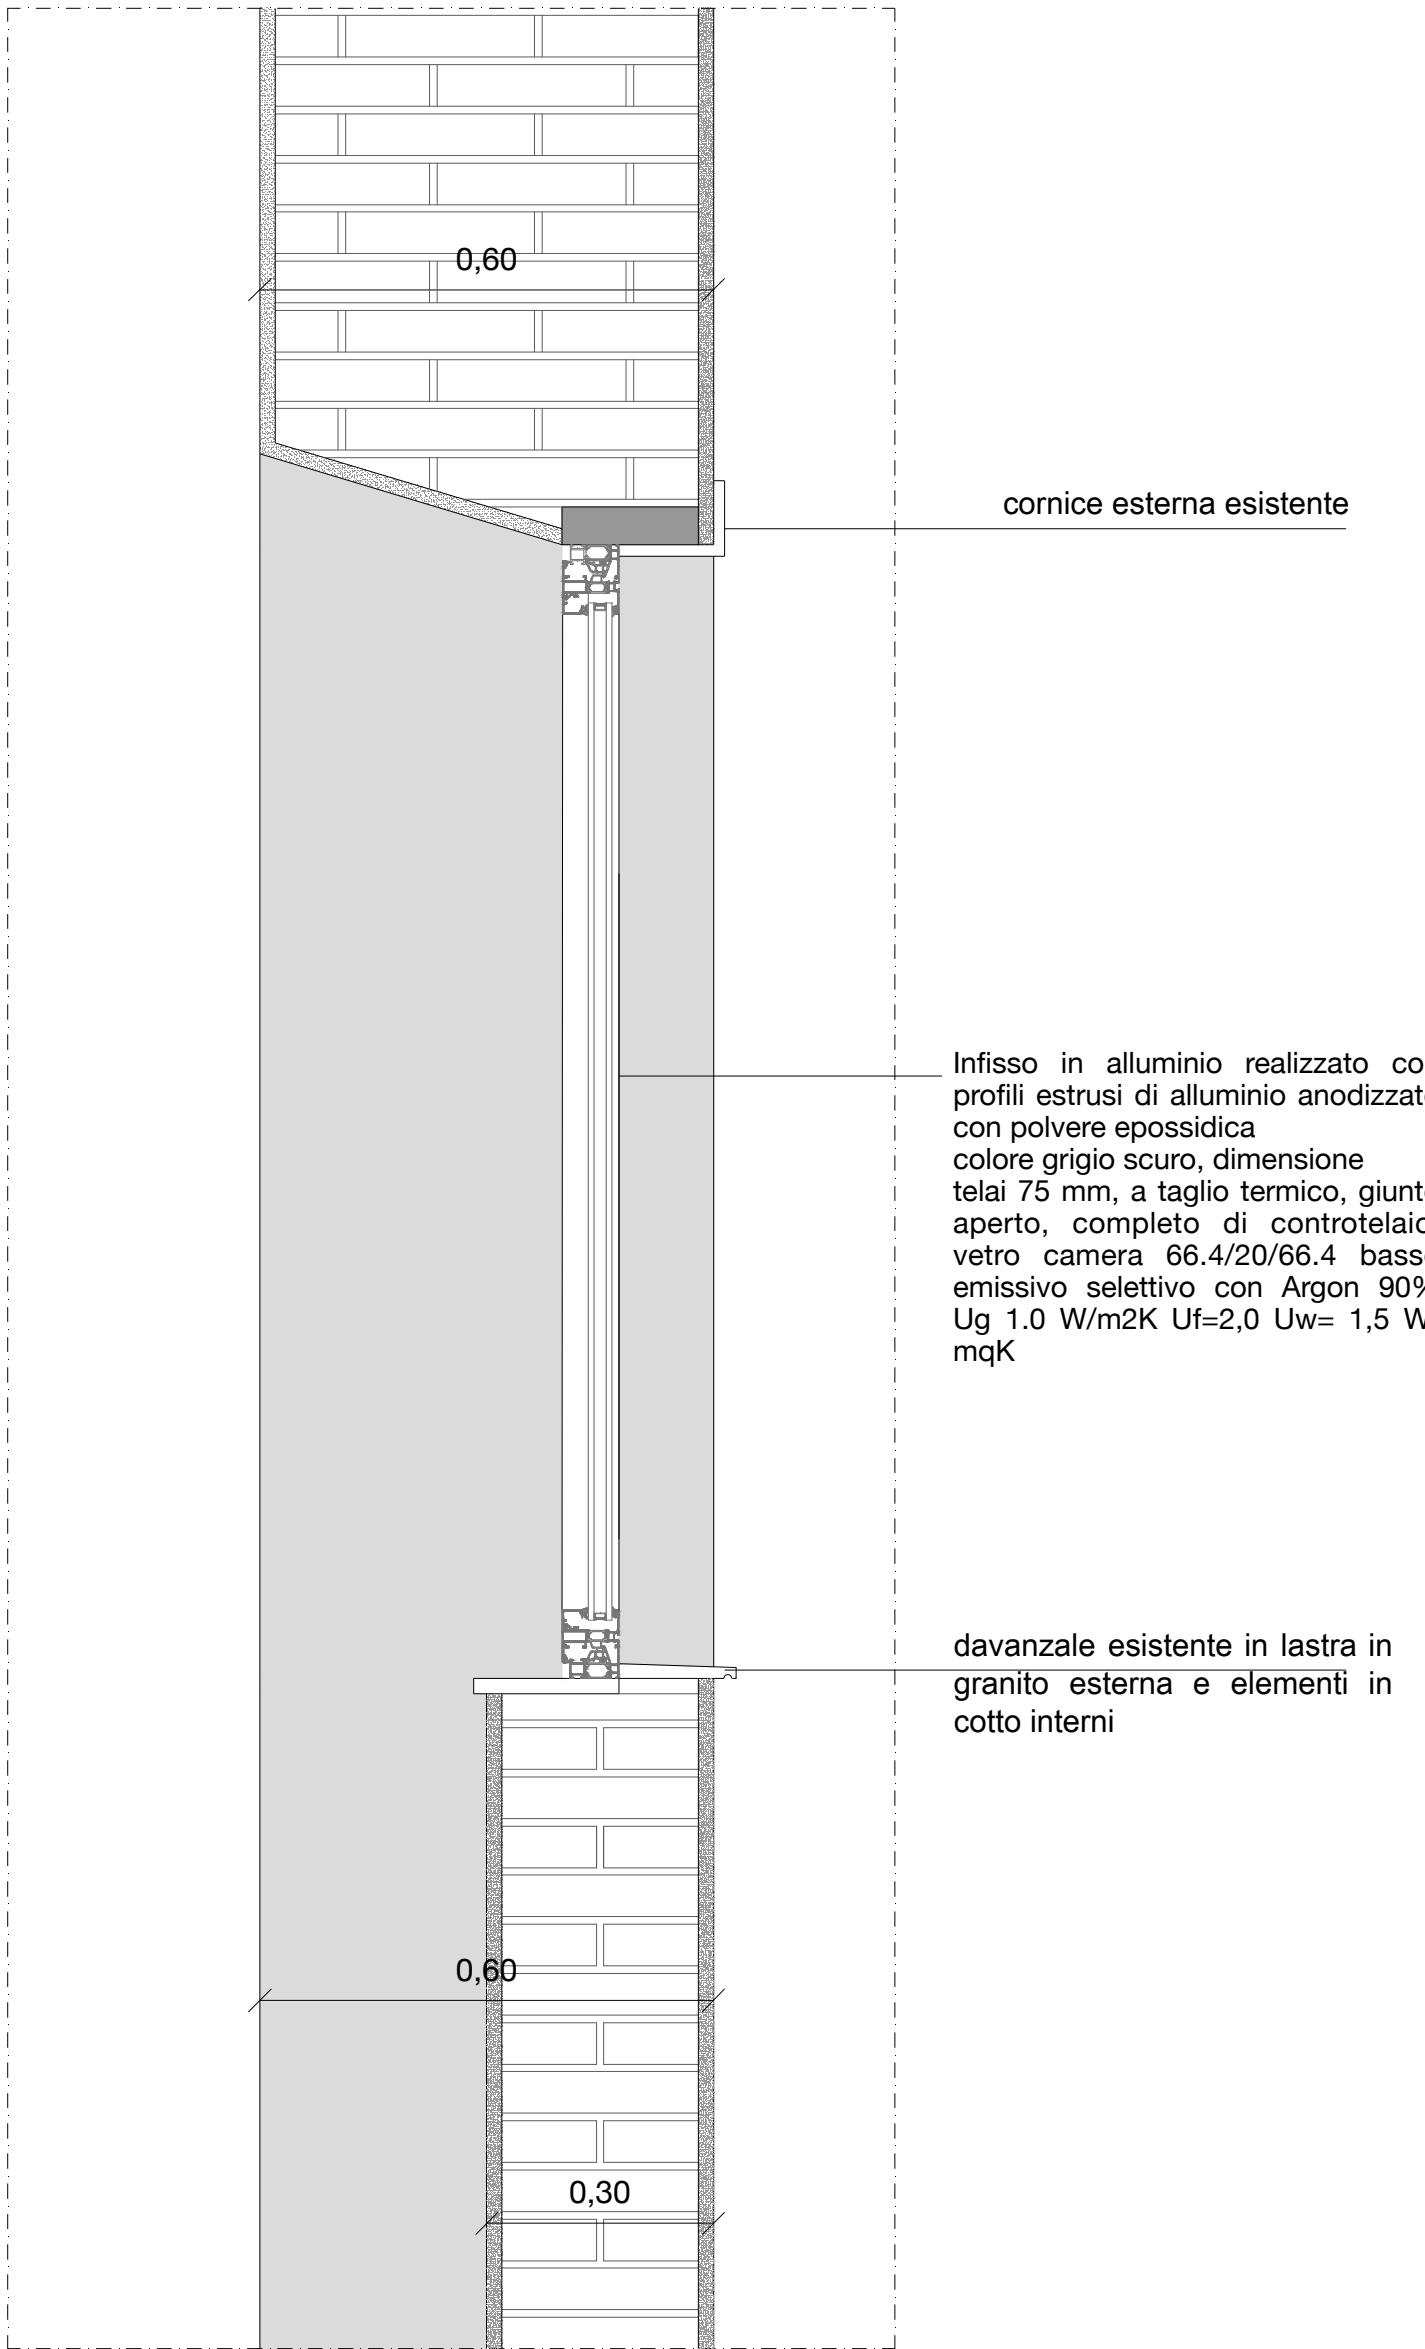 0,60
cornice esterna esistente
Infisso in alluminio realizzato co
profili estrusi di alluminio anodizzat
con polvere epossidica
colore grigio scuro, dimensione
telai 75 mm, a taglio termico, giunt
aperto, completo di controtelaio
vetro camera 66.4/20/66.4 bass
emissivo selettivo con Argon 90%
Ug 1.0 W/m2K Uf=2,0 Uw= 1,5 W
mqK
davanzale esistente in lastra in
granito esterna e elementi in
cotto interni
0,60
0,30